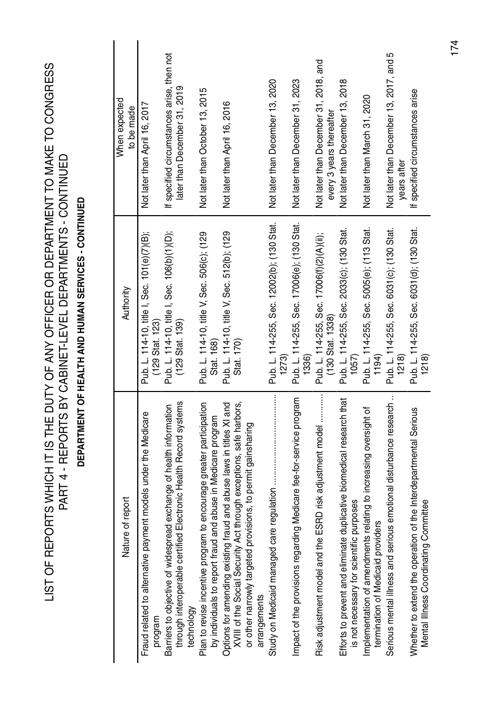 LIST OF REPORTS WHICH IT IS THE DUTY OF ANY OFFICER OR DEPARTMENT TO MAKE TO CONGRESS
PART 4 - REPORTS BY CABINET-LEVEL DEPARTMENTS - CONTINUED
DEPARTMENT OF HEALTH AND HUMAN SERVICES - CONTINUED
Nature of report Authority When expected
to be made
Fraud related to alternative payment models under the Medicare Pub. L. 114-10, title I, Sec. 101(e)(7)(B); Not later than April 16, 2017
program (129 Stat. 123)
Barriers to objective of widespread exchange of health information Pub. L. 114-10, title I, Sec. 106(b)(1)(D); If specified circumstances arise, then not
through interoperable certified Electronic Health Record systems (129 Stat. 139) later than December 31, 2019
technology
Plan to revise incentive program to encourage greater participation Pub. L. 114-10, title V, Sec. 506(c); (129 Not later than October 13, 2015
by individuals to report fraud and abuse in Medicare program Stat. 168)
Options for amending existing fraud and abuse laws in titles XI and Pub. L. 114-10, title V, Sec. 512(b); (129 Not later than April 16, 2016
XVIII of the Social Security Act through exceptions, safe harbors, Stat. 170)
or other narrowly targeted provisions, to permit gainsharing
arrangements
Study on Medicaid managed care regulation .......................... Pub. L. 114-255, Sec. 12002(b); (130 Stat. Not later than December 13, 2020
1273)
Impact of the provisions regarding Medicare fee-for-service program Pub. L. 114-255, Sec. 17006(e); (130 Stat. Not later than December 31, 2023
1336)
Risk adjustment model and the ESRD risk adjustment model .......... Pub. L. 114-255, Sec. 17006(f)(2)(A)(ii); Not later than December 31, 2018, and
(130 Stat. 1338) every 3 years thereafter
Efforts to prevent and eliminate duplicative biomedical research that Pub. L. 114-255, Sec. 2033(c); (130 Stat. Not later than December 13, 2018
is not necessary for scientific purposes 1057)
Implementation of amendments relating to increasing oversight of Pub. L. 114-255, Sec. 5005(e); (113 Stat. Not later than March 31, 2020
termination of Medicaid providers 1194)
Serious mental illness and serious emotional disturbance research .. Pub. L. 114-255, Sec. 6031(c); (130 Stat. Not later than December 13, 2017, and 5
1218) years after
Whether to extend the operation of the Interdepartmental Serious Pub. L. 114-255, Sec. 6031(d); (130 Stat. If specified circumstances arise
Mental Illness Coordinating Committee 1218)
174